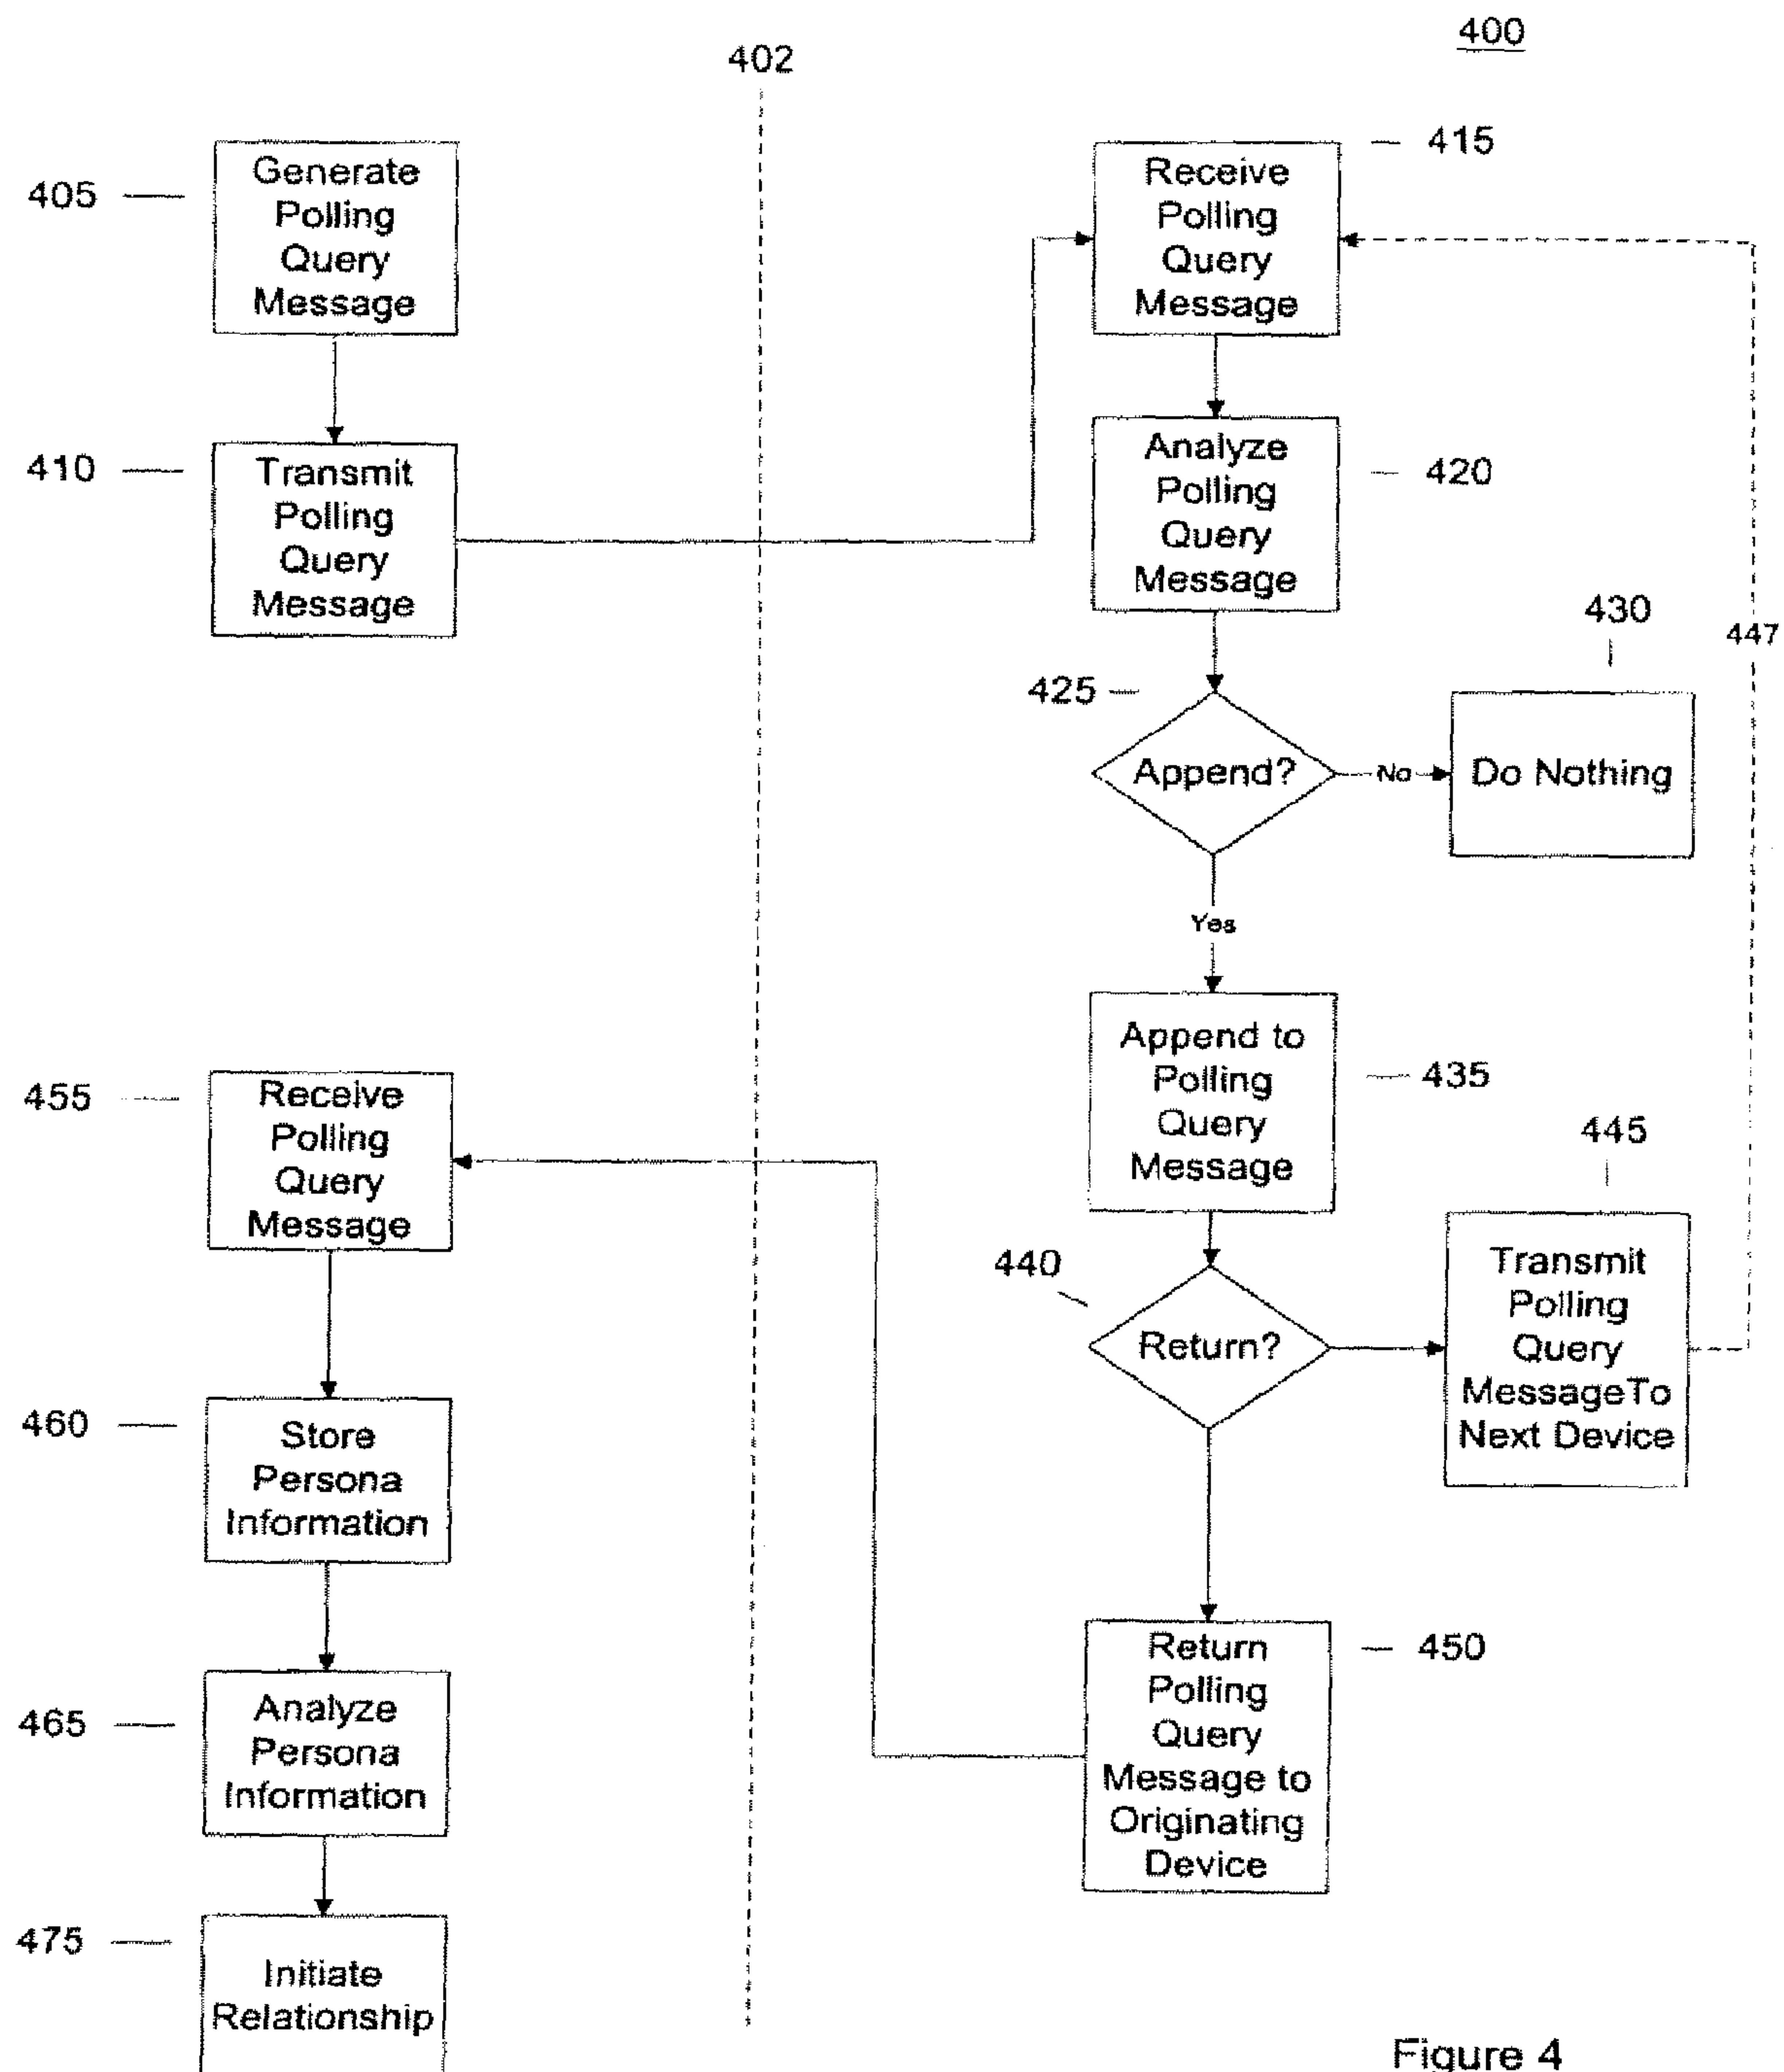 400
402
405
Generate
Polling
Query
Message
410
Transmit
Polling
Query
Message
415
Receive
Polling
Query
Message
420
Analyze
Polling
Query
Message
425
Append?
No
430
Do Nothing
447
Yes
435
Append to
Polling
Query
Message
440
Return?
445
Transmit
Polling
Query
MessageTo
Next Device
450
Return
Polling
Query
Message to
Originating
Device
455
Receive
Polling
Query
Message
460
Store
Persona
Information
465
Analyze
Persona
Information
475
Initiate
Relationship
Figure 4